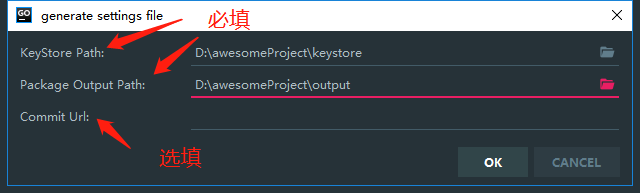 GO generate settings file
必填
KeyStore Path: D:\awesomeProject\keystore
Package Output Path: D:\awesomeProject\output
Commit Url:
选填
OK CANCEL